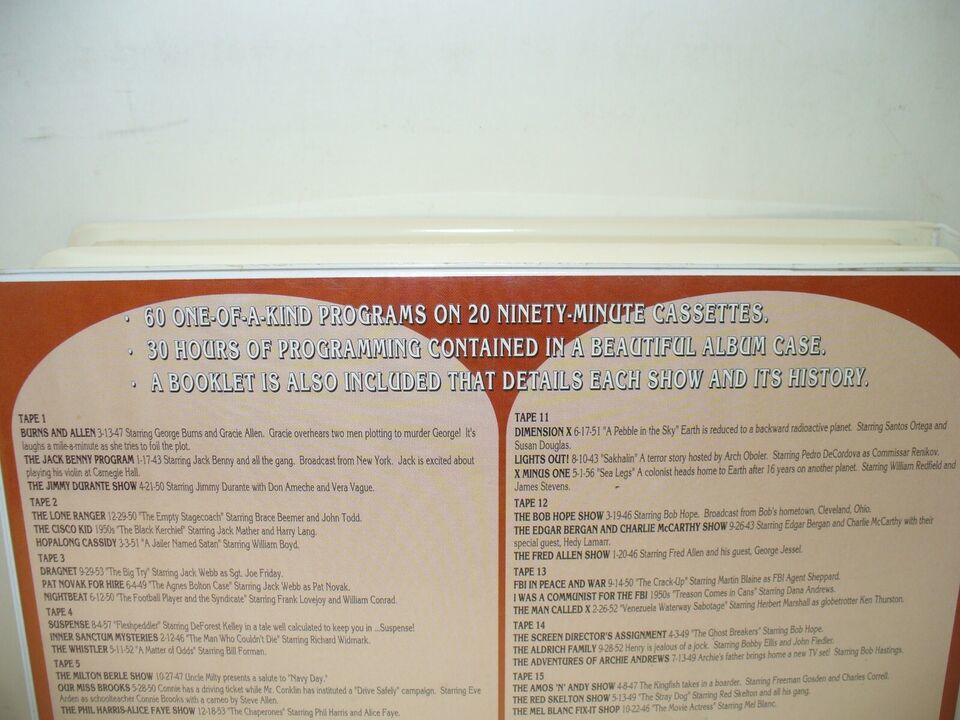 · 60 ONE-OF-A-KIND PROGRAMS ON 20 NINETY-MINUTE CASSETTES.
· 30 HOURS OF PROGRAMMING CONTAINED IN A BEAUTIFUL ALBUM CASE.
· A BOOKLET IS ALSO INCLUDED THAT DETAILS EACH SHOW AND ITS HISTORY.
TAPE 1
BURNS AND ALLEN 3-13-47 Starring George Burns and Gracie Allen. Gracie overhears two men plotting to murder George! It's
laughs a mile-a-minute as she tries to foil the plot.
THE JACK BENNY PROGRAM 1-17-43 Starring Jack Benny and all the gang. Broadcast from New York. Jack is excited about
playing his violin at Carnegie Hall.
THE JIMMY DURANTE SHOW 4-21-50 Starring Jimmy Durante with Don Ameche and Vera Vague.
TAPE 2
THE LONE RANGER 12-29-50 "The Empty Stagecoach" Starring Brace Beemer and John Todd.
THE CISCO KID 1950s "The Black Kerchief" Starring Jack Mather and Harry Lang.
HOPALONG CASSIDY 3-3-51 "A Jailer Named Satan" Starring William Boyd.
TAPE 3
DRAGNET 9-29-53 "The Big Try" Starring Jack Webb as Sgt. Joe Friday.
PAT NOVAK FOR HIRE 6-4-49 "The Agnes Bolton Case" Starring Jack Webb as Pat Novak.
NIGHTBEAT 6-12-50 "The Football Player and the Syndicate" Starring Frank Lovejoy and William Conrad.
TAPE 4
SUSPENSE 8-4-57 "Fleshpeddler" Starring DeForest Kelley in a tale well calculated to keep you in ...Suspense!
INNER SANCTUM MYSTERIES 2-12-46 "The Man Who Couldn't Die" Starring Richard Widmark.
THE WHISTLER 5-11-52 "A Matter of Odds" Starring Bill Forman.
TAPE 5
THE MILTON BERLE SHOW 10-27-47 Uncle Milty presents a salute to "Navy Day."
OUR MISS BROOKS 5-28-50 Connie has a driving ticket while Mr. Conklin has instituted a "Drive Safely" campaign. Starring Eve
Arden as schoolteacher Connie Brooks with a cameo by Steve Allen.
THE PHIL HARRIS-ALICE FAYE SHOW 12-18-53 "The Chaperones" Starring Phil Harris and Alice Faye.
TAPE 11
DIMENSION X 6-17-51 "A Pebble in the Sky" Earth is reduced to a backward radioactive planet. Starring Santos Ortega and
Susan Douglas.
LIGHTS OUT! 8-10-43 "Sakhalin" A terror story hosted by Arch Oboler. Starring Pedro DeCordova as Commissar Renikov.
X MINUS ONE 5-1-56 "Sea Legs" A colonist heads home to Earth after 16 years on another planet. Starring William Redfield and
James Stevens.
TAPE 12
THE BOB HOPE SHOW 3-19-46 Starring Bob Hope. Broadcast from Bob's hometown, Cleveland, Ohio.
THE EDGAR BERGAN AND CHARLIE McCARTHY SHOW 9-26-43 Starring Edgar Bergan and Charlie McCarthy with their
special guest, Hedy Lamarr.
THE FRED ALLEN SHOW 1-20-46 Starring Fred Allen and his guest, George Jessel.
TAPE 13
FBI IN PEACE AND WAR 9-14-50 "The Crack-Up" Starring Martin Blaine as FBI Agent Sheppard.
I WAS A COMMUNIST FOR THE FBI 1950s "Treason Comes in Cans" Starring Dana Andrews.
THE MAN CALLED X 2-26-52 "Venezuela Waterway Sabotage" Starring Herbert Marshall as globetrotter Ken Thurston.
TAPE 14
THE SCREEN DIRECTOR'S ASSIGNMENT 4-3-49 "The Ghost Breakers" Starring Bob Hope.
THE ALDRICH FAMILY 9-28-52 Henry is jealous of a jock. Starring Bobby Ellis and John Fiedler.
THE ADVENTURES OF ARCHIE ANDREWS 7-13-49 Archie's father brings home a new TV set! Starring Bob Hastings.
TAPE 15
THE AMOS 'N' ANDY SHOW 4-8-47 The Kingfish takes in a boarder. Starring Freeman Gosden and Charles Correll.
THE RED SKELTON SHOW 5-13-49 "The Stray Dog" Starring Red Skelton and all his gang.
THE MEL BLANC FIX-IT SHOP 10-22-46 "The Movie Actress" Starring Mel Blanc.